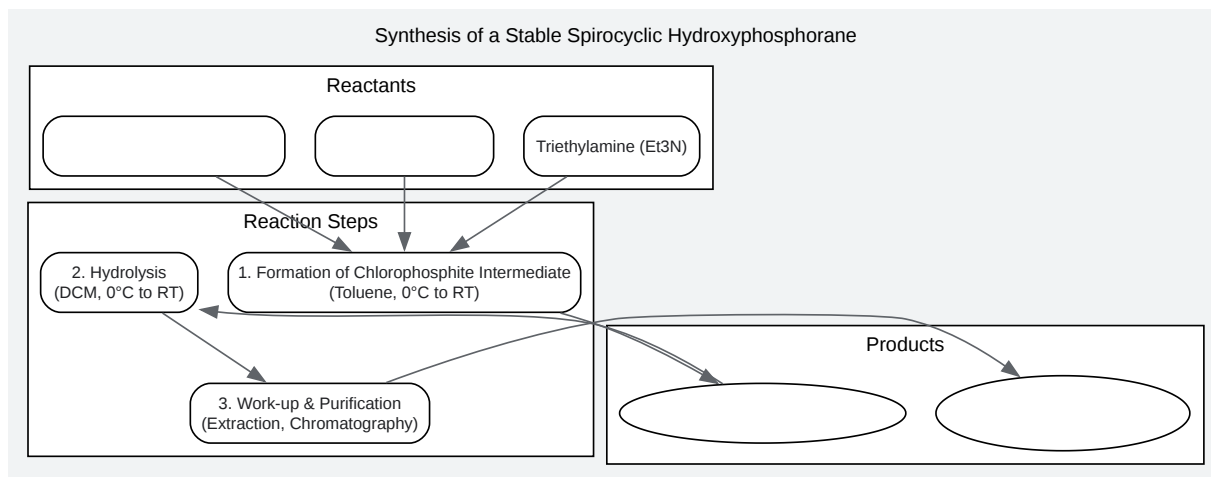 Synthesis of a Stable Spirocyclic Hydroxyphosphorane
Reactants
Triethylamine (Et3N)
Reaction Steps
2. Hydrolysis
(DCM, 0°C to RT)
1. Formation of Chlorophosphite Intermediate
(Toluene, 0°C to RT)
3. Work-up & Purification
(Extraction, Chromatography)
Products